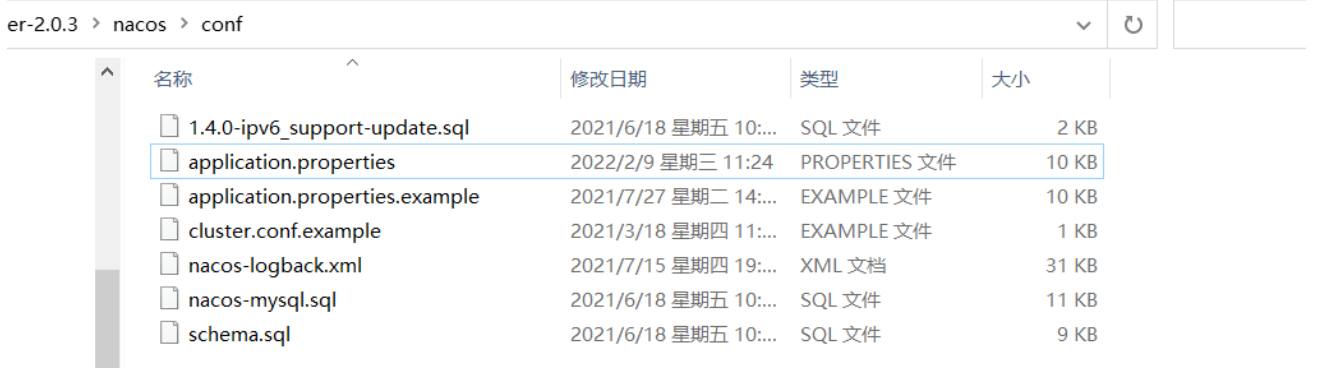 er-2.0.3 > nacos > conf
名称 修改日期 类型 大小
1.4.0-ipv6_support-update.sql 2021/6/18 星期五 10:... SQL 文件 2 KB
application.properties 2022/2/9 星期三 11:24 PROPERTIES 文件 10 KB
application.properties.example 2021/7/27 星期二 14:... EXAMPLE 文件 10 KB
cluster.conf.example 2021/3/18 星期四 11:... EXAMPLE 文件 1 KB
nacos-logback.xml 2021/7/15 星期四 19:... XML 文档 31 KB
nacos-mysql.sql 2021/6/18 星期五 10:... SQL 文件 11 KB
schema.sql 2021/6/18 星期五 10:... SQL 文件 9 KB